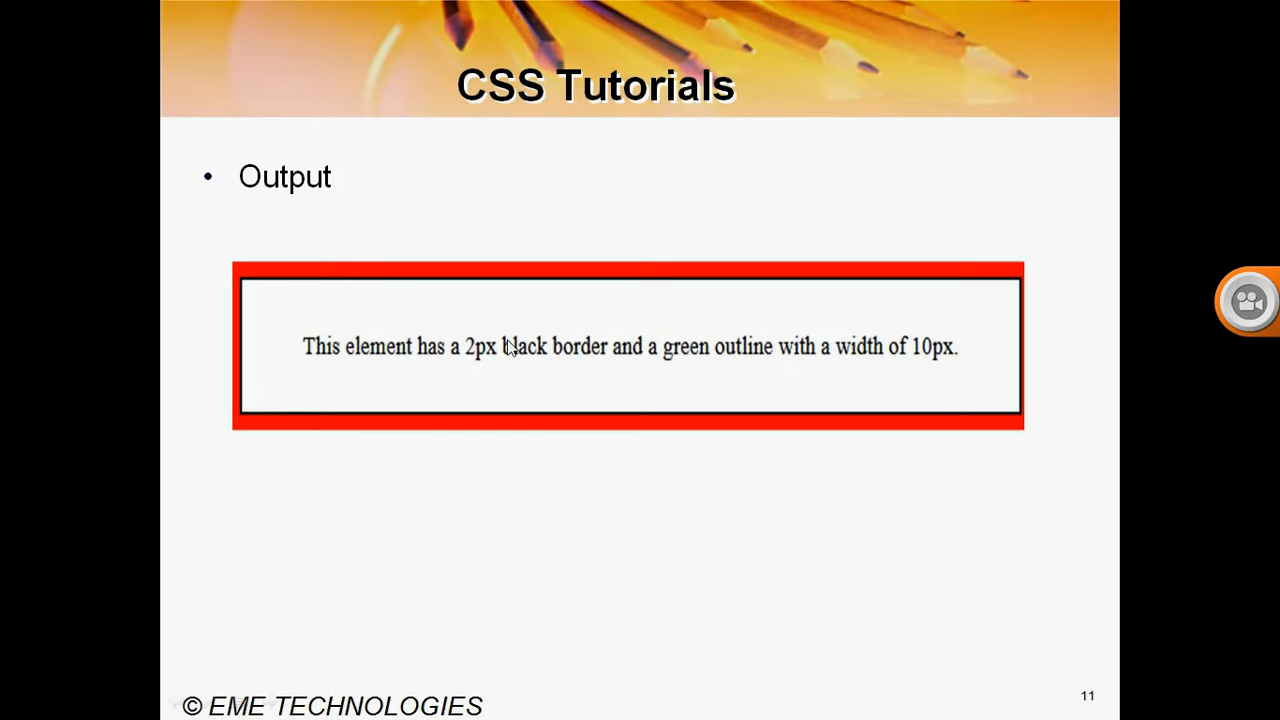 CSS Tutorials
• Output
This element has a 2px black border and a green outline with a width of 10px.
© EME TECHNOLOGIES
11